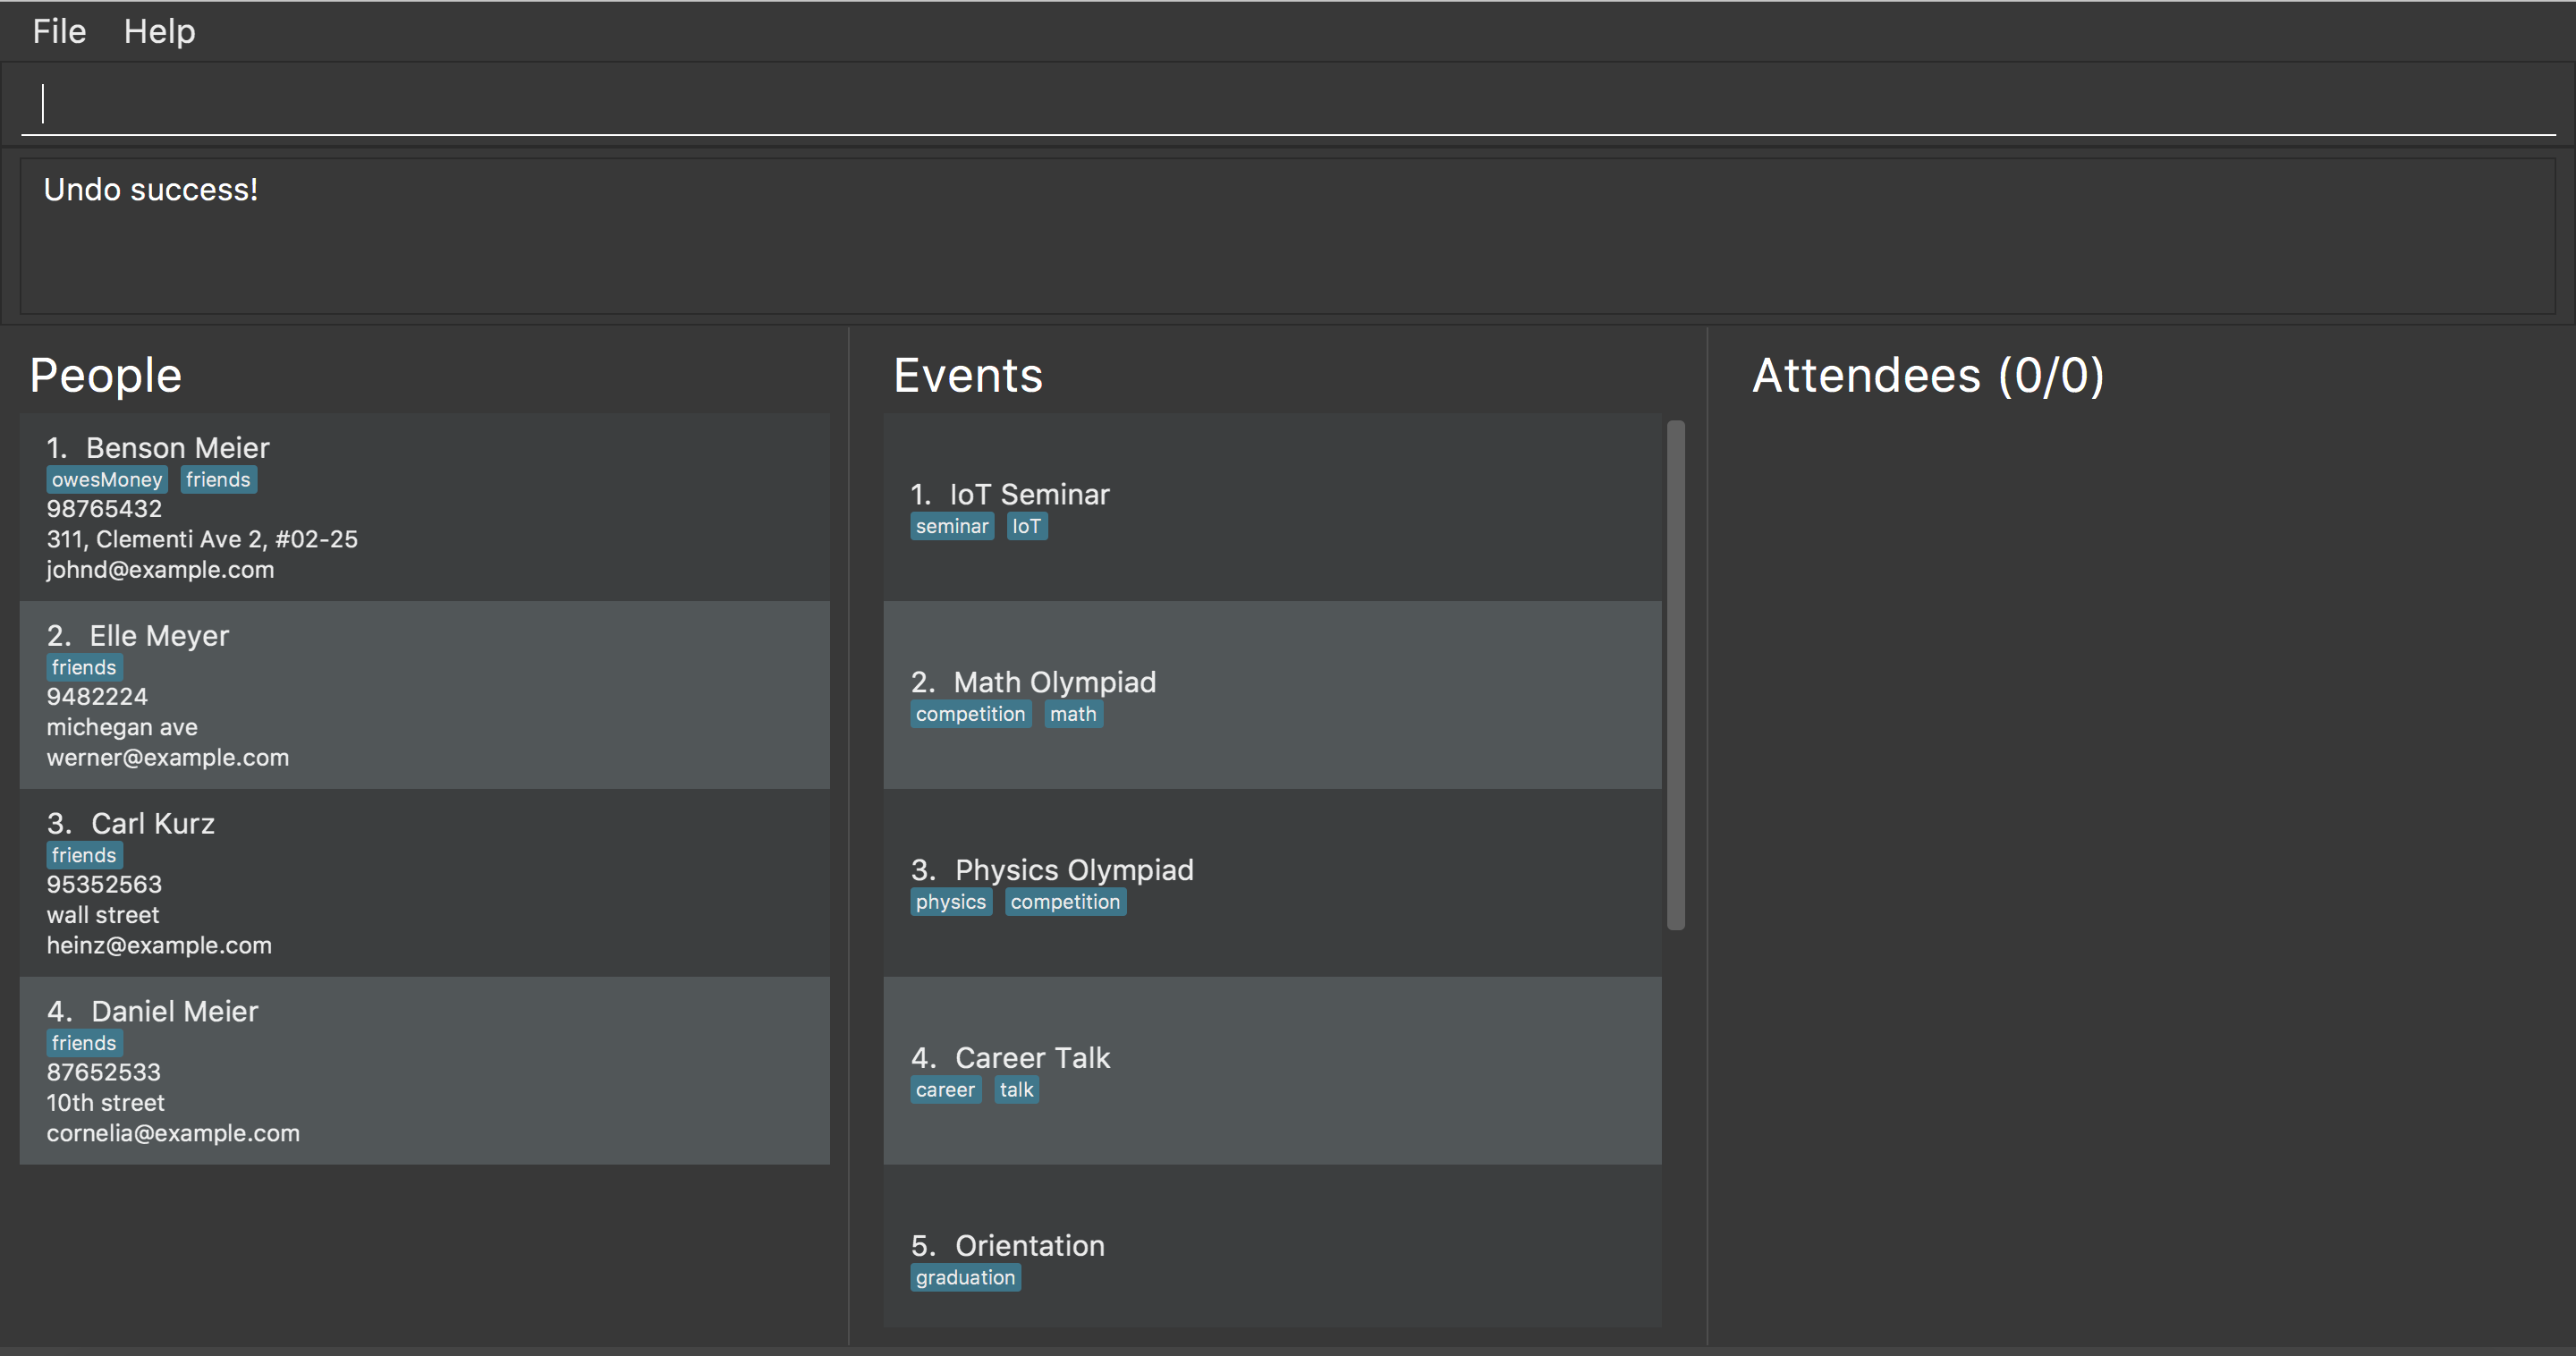 File Help
Undo success!
People
1. Benson Meier
owesMoney friends
98765432
311, Clementi Ave 2, #02-25
johnd@example.com
2. Elle Meyer
friends
9482224
michegan ave
werner@example.com
3. Carl Kurz
friends
95352563
wall street
heinz@example.com
4. Daniel Meier
friends
87652533
10th street
cornelia@example.com
Events
1. IoT Seminar
seminar IoT
2. Math Olympiad
competition math
3. Physics Olympiad
physics competition
4. Career Talk
career talk
5. Orientation
graduation
Attendees (0/0)